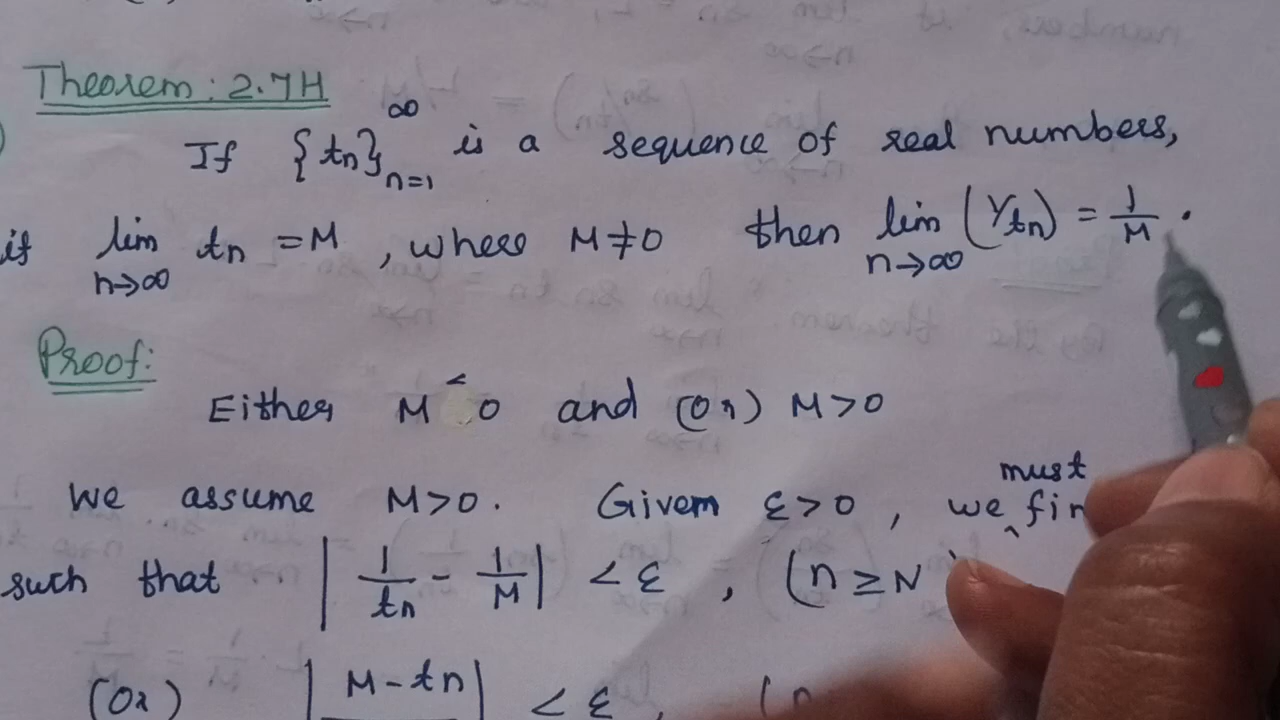 Theorem: 2.7H
If {tn}∞n=1 is a sequence of real numbers,
if lim n→∞ tn = M, where M≠0 then lim n→∞ (1/tn) = 1/M.
Proof:
Either M < 0 and (Or) M>0
We assume M>0. Given ε>0, we must
such that |1/tn - 1/M| < ε, (n ≥ N
(Or) |M-tn| < ε, (n